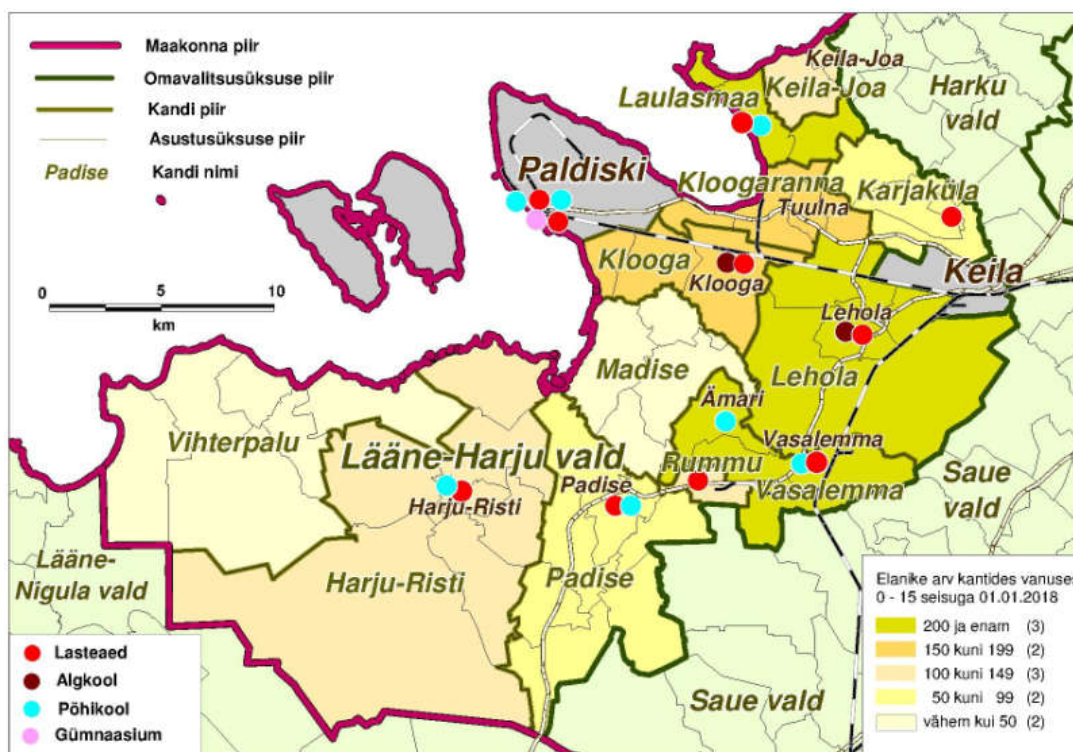 Maakonna piir
Omavalitsusüksuse piir
Kandi piir
Asustusüksuse piir
Padise
Kandi nimi
0 5 10
km
Keila-Joa
Laulasmaa
Keila-Joa
Harku
vald
Paldiski
Kloogaranna
Tuulna
Karjaküla
Klooga
Klooga
Keila
Lehola
Lehola
Madise
Ämari
Vihterpalu
Lääne-Harju vald
Rummu
Vasalemma
Vasalemma
Padise
Harju-Risti
Saue
vald
Lääne-
Nigula vald
Harju-Risti
Padise
Saue vald
Lasteaed
Algkool
Põhikool
Gümnaasium
Elanike arv kantides vanuses
0 - 15 seisuga 01.01.2018
200 ja enam (3)
150 kuni 199 (2)
100 kuni 149 (3)
50 kuni 99 (2)
vähem kui 50 (2)